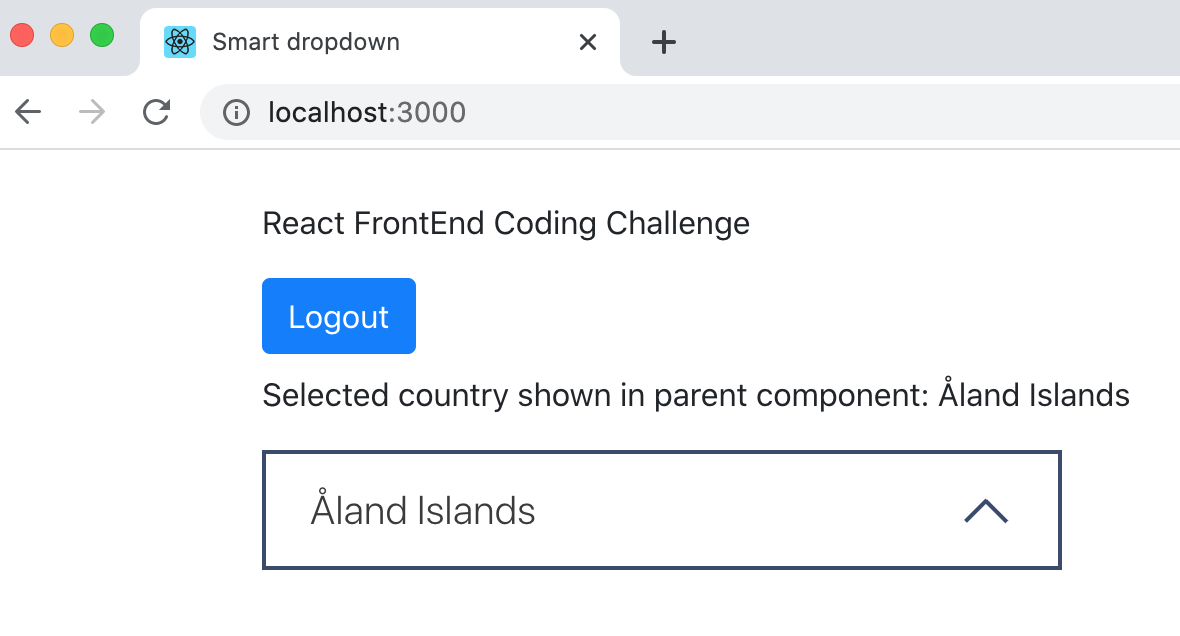 Smart dropdown
localhost:3000
React FrontEnd Coding Challenge
Logout
Selected country shown in parent component: Åland Islands
Åland Islands